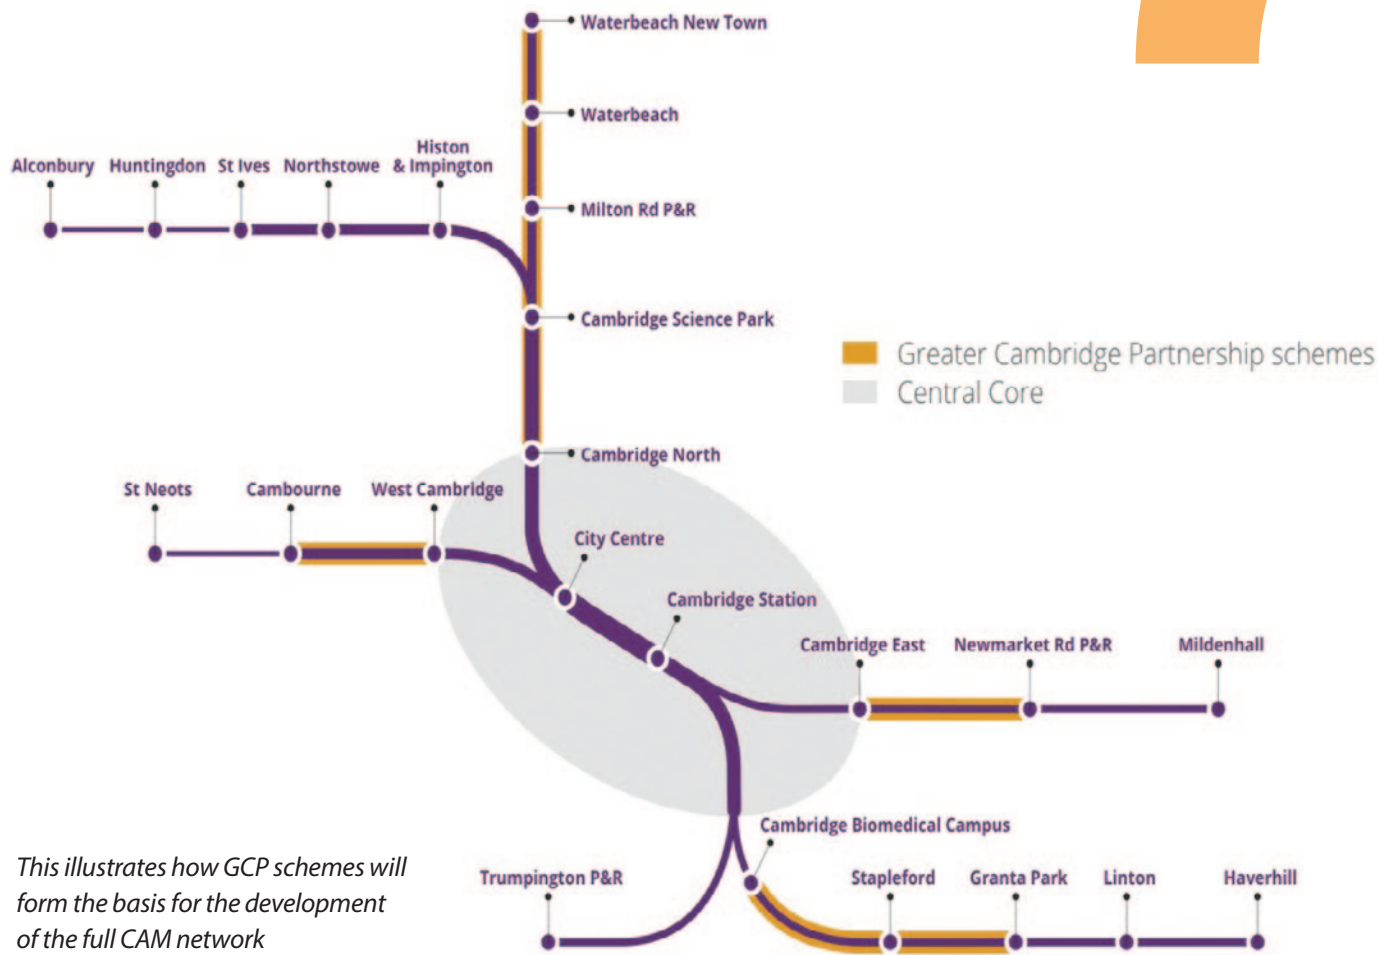 Waterbeach New Town
Waterbeach
Histon
& Impington
Alconbury
Huntingdon
St Ives
Northstowe
Milton Rd P&R
Cambridge Science Park
Greater Cambridge Partnership schemes
Central Core
Cambridge North
St Neots
Cambourne
West Cambridge
City Centre
Cambridge Station
Cambridge East
Newmarket Rd P&R
Mildenhall
Cambridge Biomedical Campus
Trumpington P&R
Stapleford
Granta Park
Linton
Haverhill
This illustrates how GCP schemes will
form the basis for the development
of the full CAM network